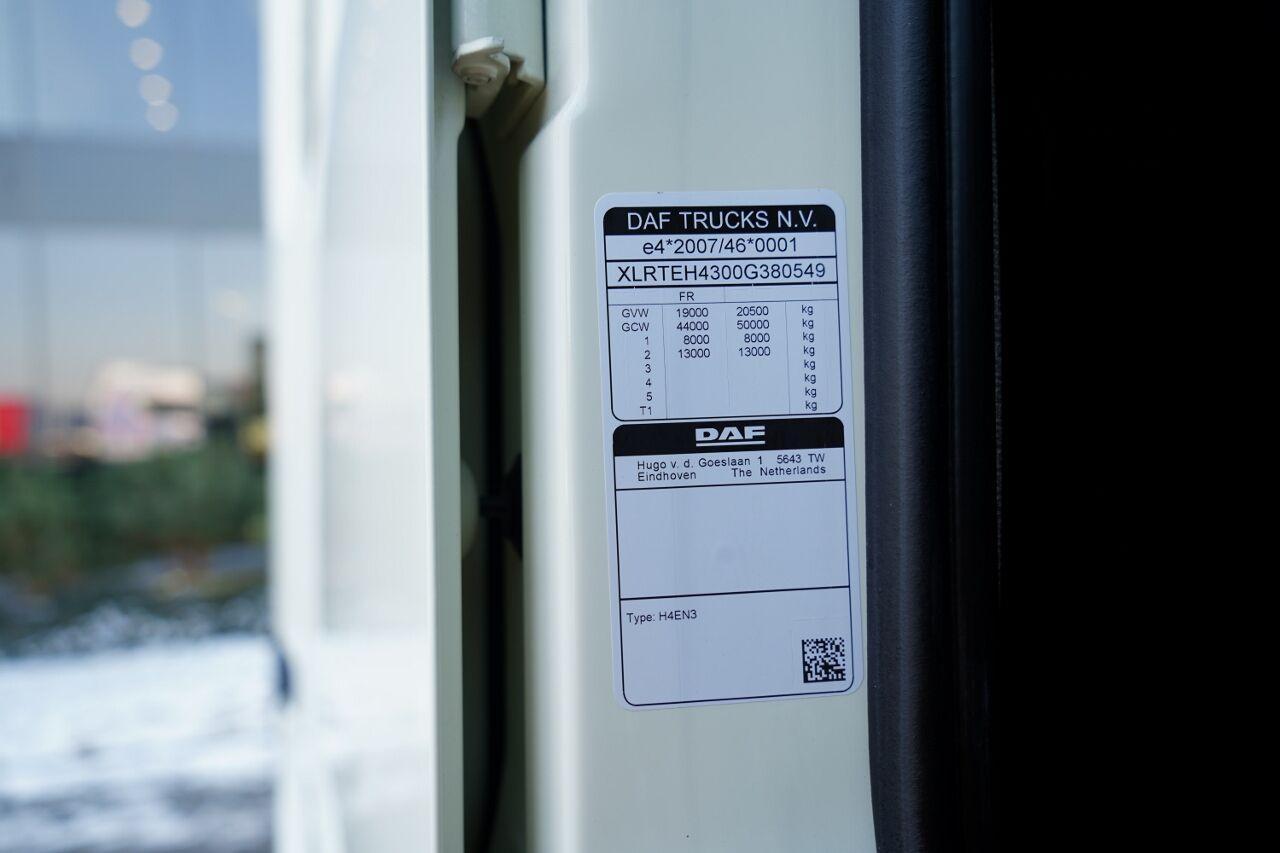 DAF TRUCKS N.V.
e4*2007/46*0001
XLRTEH4300G380549
FR
GVW 19000 20500 kg
GCW 44000 50000 kg
1 8000 8000 kg
2 13000 13000 kg
3 kg
4 kg
5 kg
T1 kg
DAF
Hugo v. d. Goeslaan 1 5643 TW
Eindhoven The Netherlands
Type: H4EN3